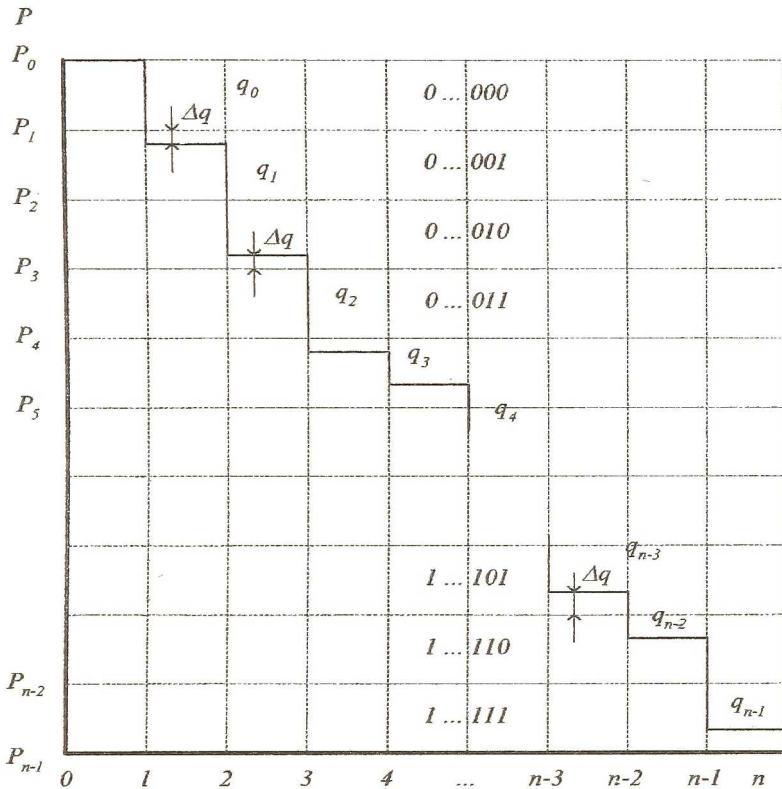 P
P₀
q₀
0 ... 000
Δq
P₁
0 ... 001
q₁
P₂
0 ... 010
Δq
P₃
q₂
0 ... 011
P₄
q₃
P₅
q₄
qₙ₋₃
1 ... 101
Δq
qₙ₋₂
1 ... 110
Pₙ₋₂
qₙ₋₁
1 ... 111
Pₙ₋₁
0 1 2 3 4 ... n-3 n-2 n-1 n